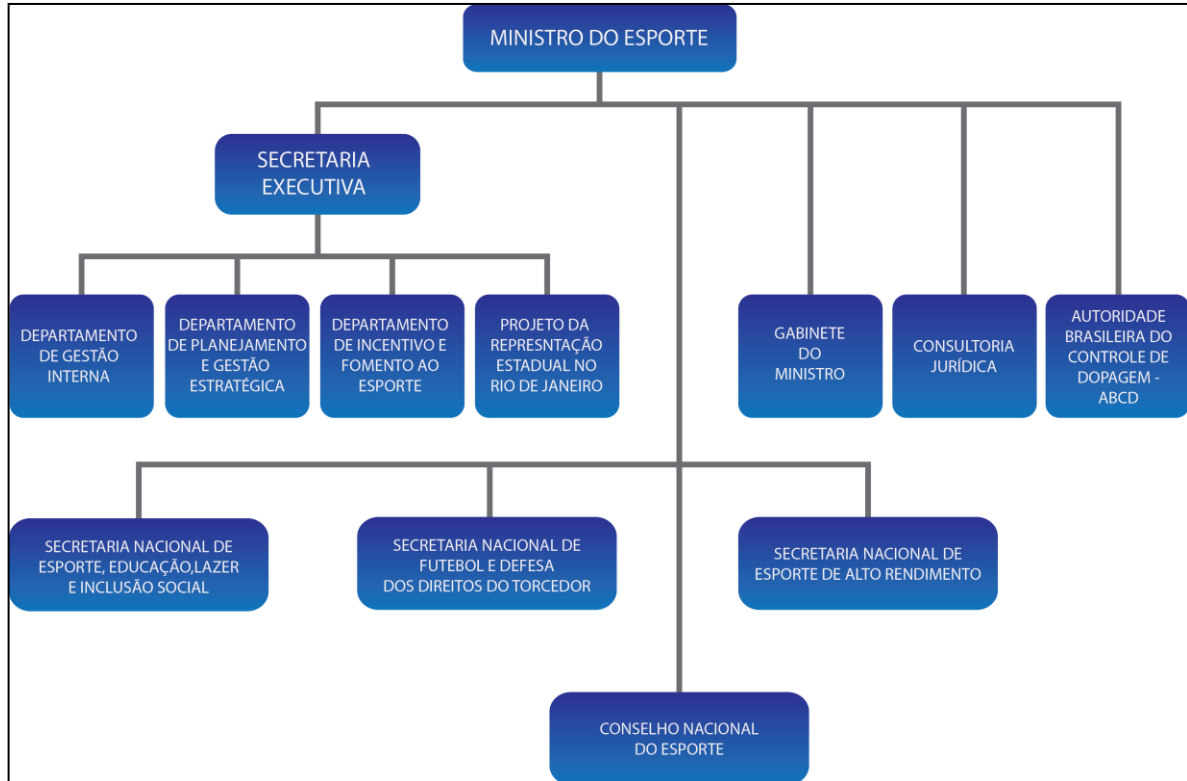 MINISTRO DO ESPORTE
SECRETARIA
EXECUTIVA
DEPARTAMENTO
DE GESTÃO
INTERNA
DEPARTAMENTO
DE PLANEJAMENTO
E GESTÃO
ESTRATÉGICA
DEPARTAMENTO
DE INCENTIVO E
FOMENTO AO
ESPORTE
PROJETO DA
REPRESNTAÇÃO
ESTADUAL NO
RIO DE JANEIRO
GABINETE
DO
MINISTRO
CONSULTORIA
JURÍDICA
AUTORIDADE
BRASILEIRA DO
CONTROLE DE
DOPAGEM -
ABCD
SECRETARIA NACIONAL DE
ESPORTE, EDUCAÇÃO,LAZER
E INCLUSÃO SOCIAL
SECRETARIA NACIONAL DE
FUTEBOL E DEFESA
DOS DIREITOS DO TORCEDOR
SECRETARIA NACIONAL DE
ESPORTE DE ALTO RENDIMENTO
CONSELHO NACIONAL
DO ESPORTE